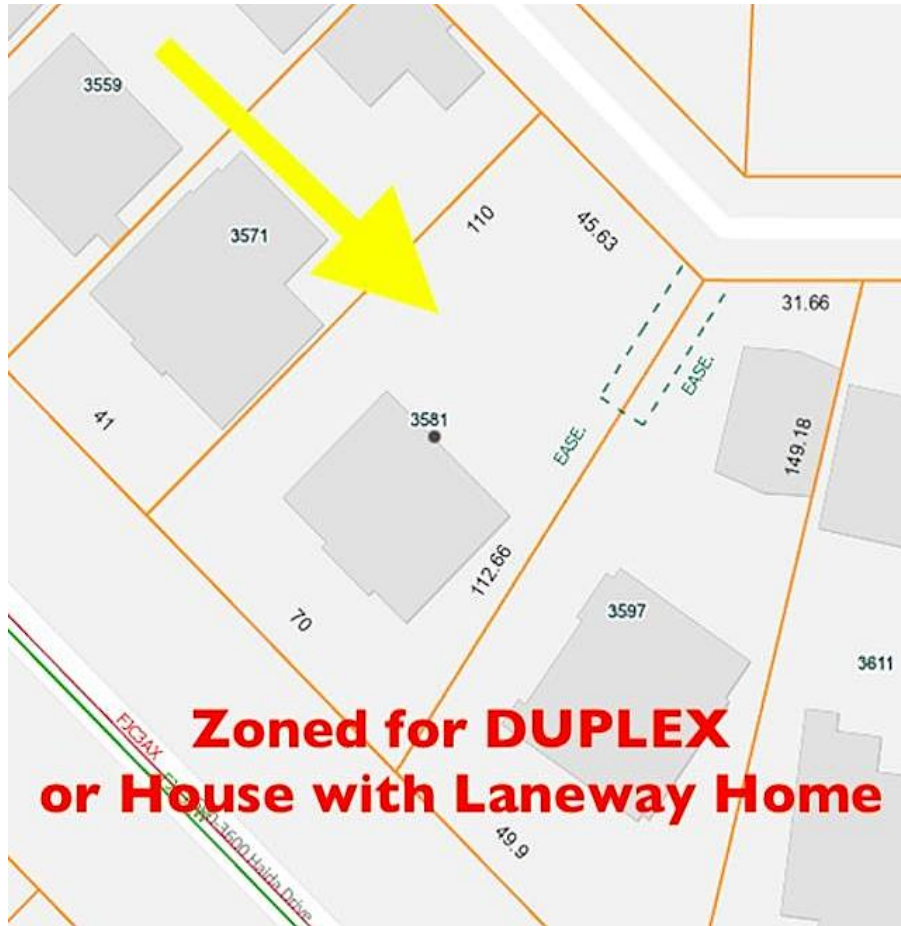 3559
3571
110
45.63
31.66
EASE.
41
3581
EASE.
149.18
112.66
70
3597
3611
FJC3AX
Zoned for DUPLEX
or House with Laneway Home
-3600 Haida Drive
49.9